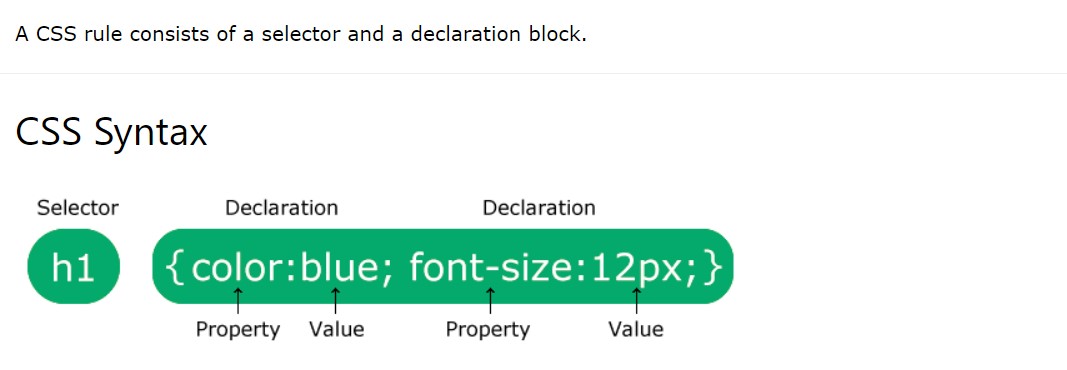 A CSS rule consists of a selector and a declaration block.
CSS Syntax
Selector Declaration Declaration
h1 {color:blue; font-size:12px;}
Property Value Property Value